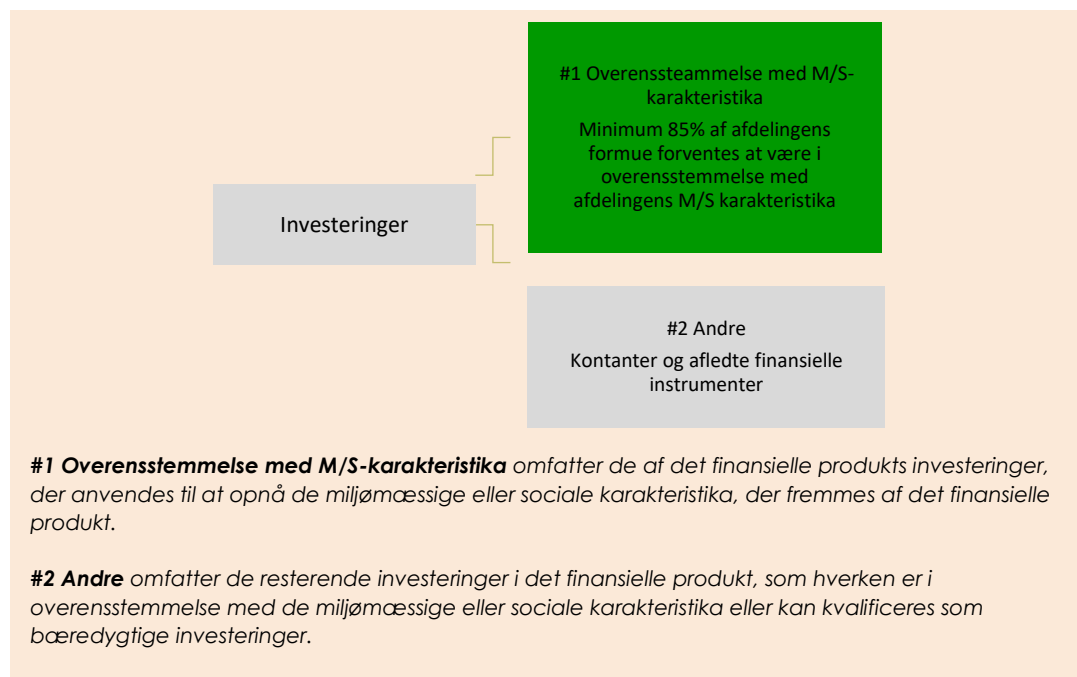 #1 Overenssteammelse med M/S-
karakteristika
Minimum 85% af afdelingens
formue forventes at være i
overensstemmelse med
afdelingens M/S karakteristika
Investeringer
#2 Andre
Kontanter og afledte finansielle
instrumenter
#1 Overensstemmelse med M/S-karakteristika omfatter de af det finansielle produkts investeringer,
der anvendes til at opnå de miljømæssige eller sociale karakteristika, der fremmes af det finansielle
produkt.
#2 Andre omfatter de resterende investeringer i det finansielle produkt, som hverken er i
overensstemmelse med de miljømæssige eller sociale karakteristika eller kan kvalificeres som
bæredygtige investeringer.